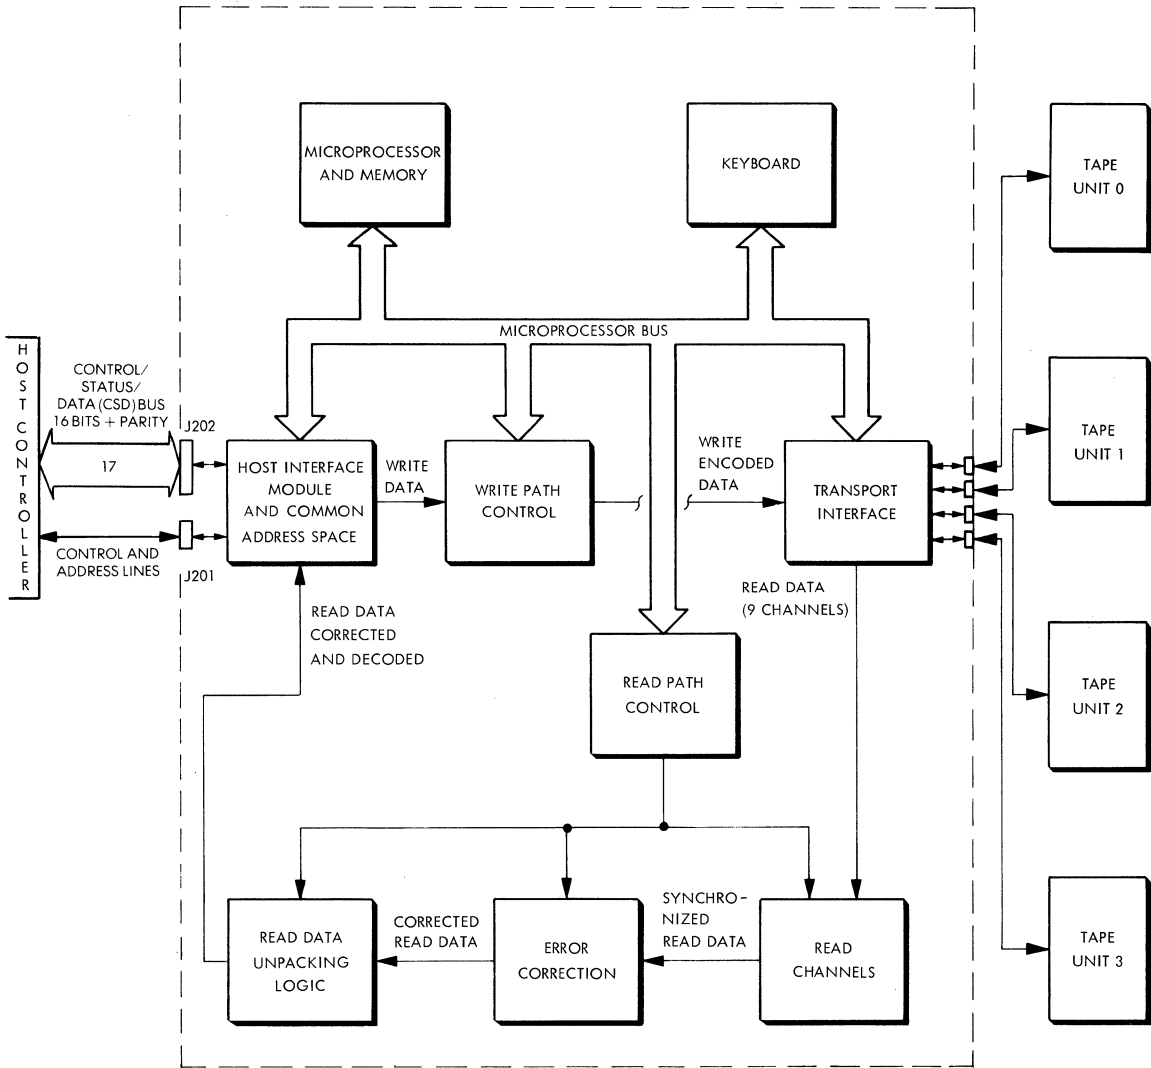 MICROPROCESSOR
AND MEMORY
KEYBOARD
TAPE
UNIT 0
MICROPROCESSOR BUS
HOST CONTROLLLER
CONTROL/
STATUS/
DATA (CSD) BUS
16 BITS + PARITY
17
J202
HOST INTERFACE
MODULE
AND COMMON
ADDRESS SPACE
WRITE
DATA
WRITE PATH
CONTROL
WRITE
ENCODED
DATA
TRANSPORT
INTERFACE
TAPE
UNIT 1
CONTROL AND
ADDRESS LINES
J201
READ DATA
CORRECTED
AND DECODED
READ DATA
(9 CHANNELS)
READ PATH
CONTROL
TAPE
UNIT 2
READ DATA
UNPACKING
LOGIC
CORRECTED
READ DATA
ERROR
CORRECTION
SYNCHRO-
NIZED
READ DATA
READ
CHANNELS
TAPE
UNIT 3